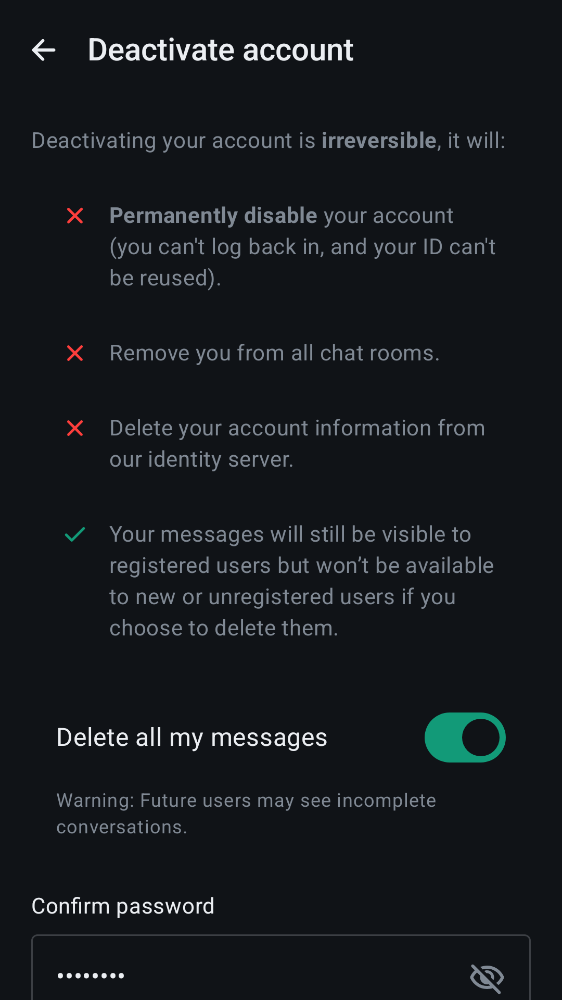 Deactivate account
Deactivating your account is irreversible, it will:
Permanently disable your account
(you can't log back in, and your ID can't
be reused).
Remove you from all chat rooms.
Delete your account information from
our identity server.
Your messages will still be visible to
registered users but won’t be available
to new or unregistered users if you
choose to delete them.
Delete all my messages
Warning: Future users may see incomplete
conversations.
Confirm password
••••••••